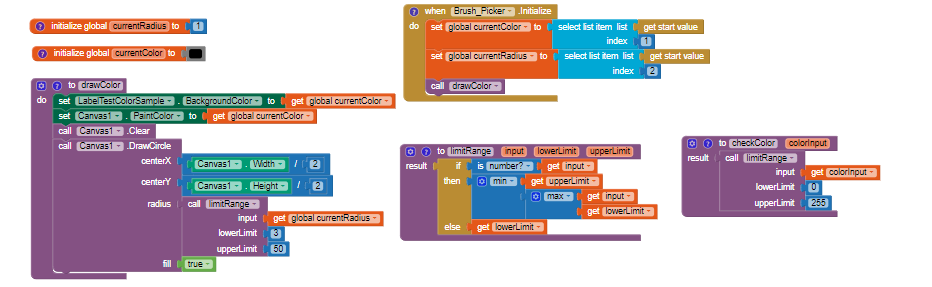 initialize global currentRadius to 1
initialize global currentColor to
to drawColor
do set LabelTestColorSample . BackgroundColor to get global currentColor
set Canvas1 . PaintColor to get global currentColor
call Canvas1 .Clear
call Canvas1 .DrawCircle
centerX Canvas1 . Width / 2
centerY Canvas1 . Height / 2
radius call limitRange
input get global currentRadius
lowerLimit 3
upperLimit 50
fill true
when Brush_Picker .Initialize
do set global currentColor to select list item list get start value
index 1
set global currentRadius to select list item list get start value
index 2
call drawColor
to limitRange input lowerLimit upperLimit
result if is number? get input
then min get upperLimit
max get input
get lowerLimit
else get lowerLimit
to checkColor colorInput
result call limitRange
input get colorInput
lowerLimit 0
upperLimit 255